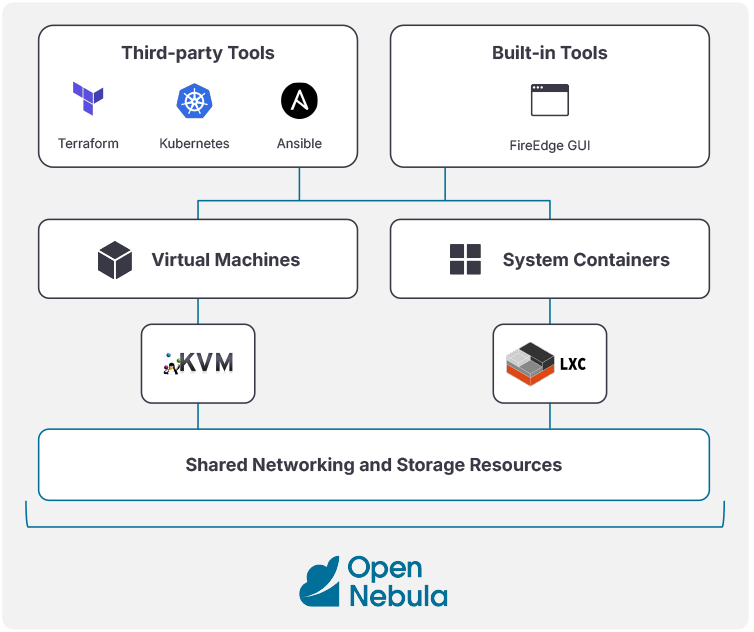 Third-party Tools
Terraform
Kubernetes
Ansible
Built-in Tools
FireEdge GUI
Virtual Machines
System Containers
KVM
LXC
Shared Networking and Storage Resources
Open
Nebula